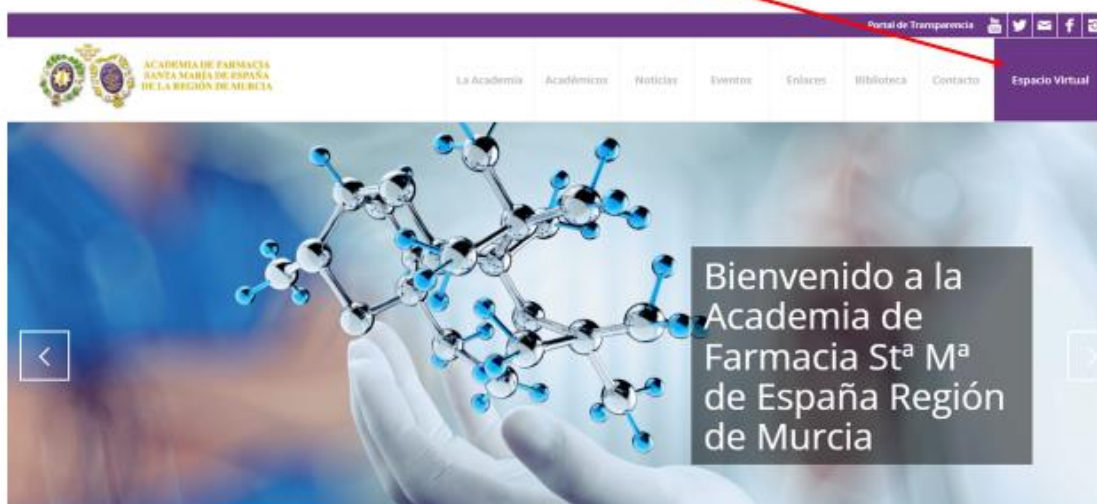 Portal de Transparencia
ACADEMIA DE FARMACIA
SANTA MARÍA DE ESPAÑA
DE LA REGIÓN DE MURCIA
La Academia Académicos Noticias Eventos Enlaces Biblioteca Contacto Espacio Virtual
Bienvenido a la
Academia de
Farmacia Stª Mª
de España Región
de Murcia